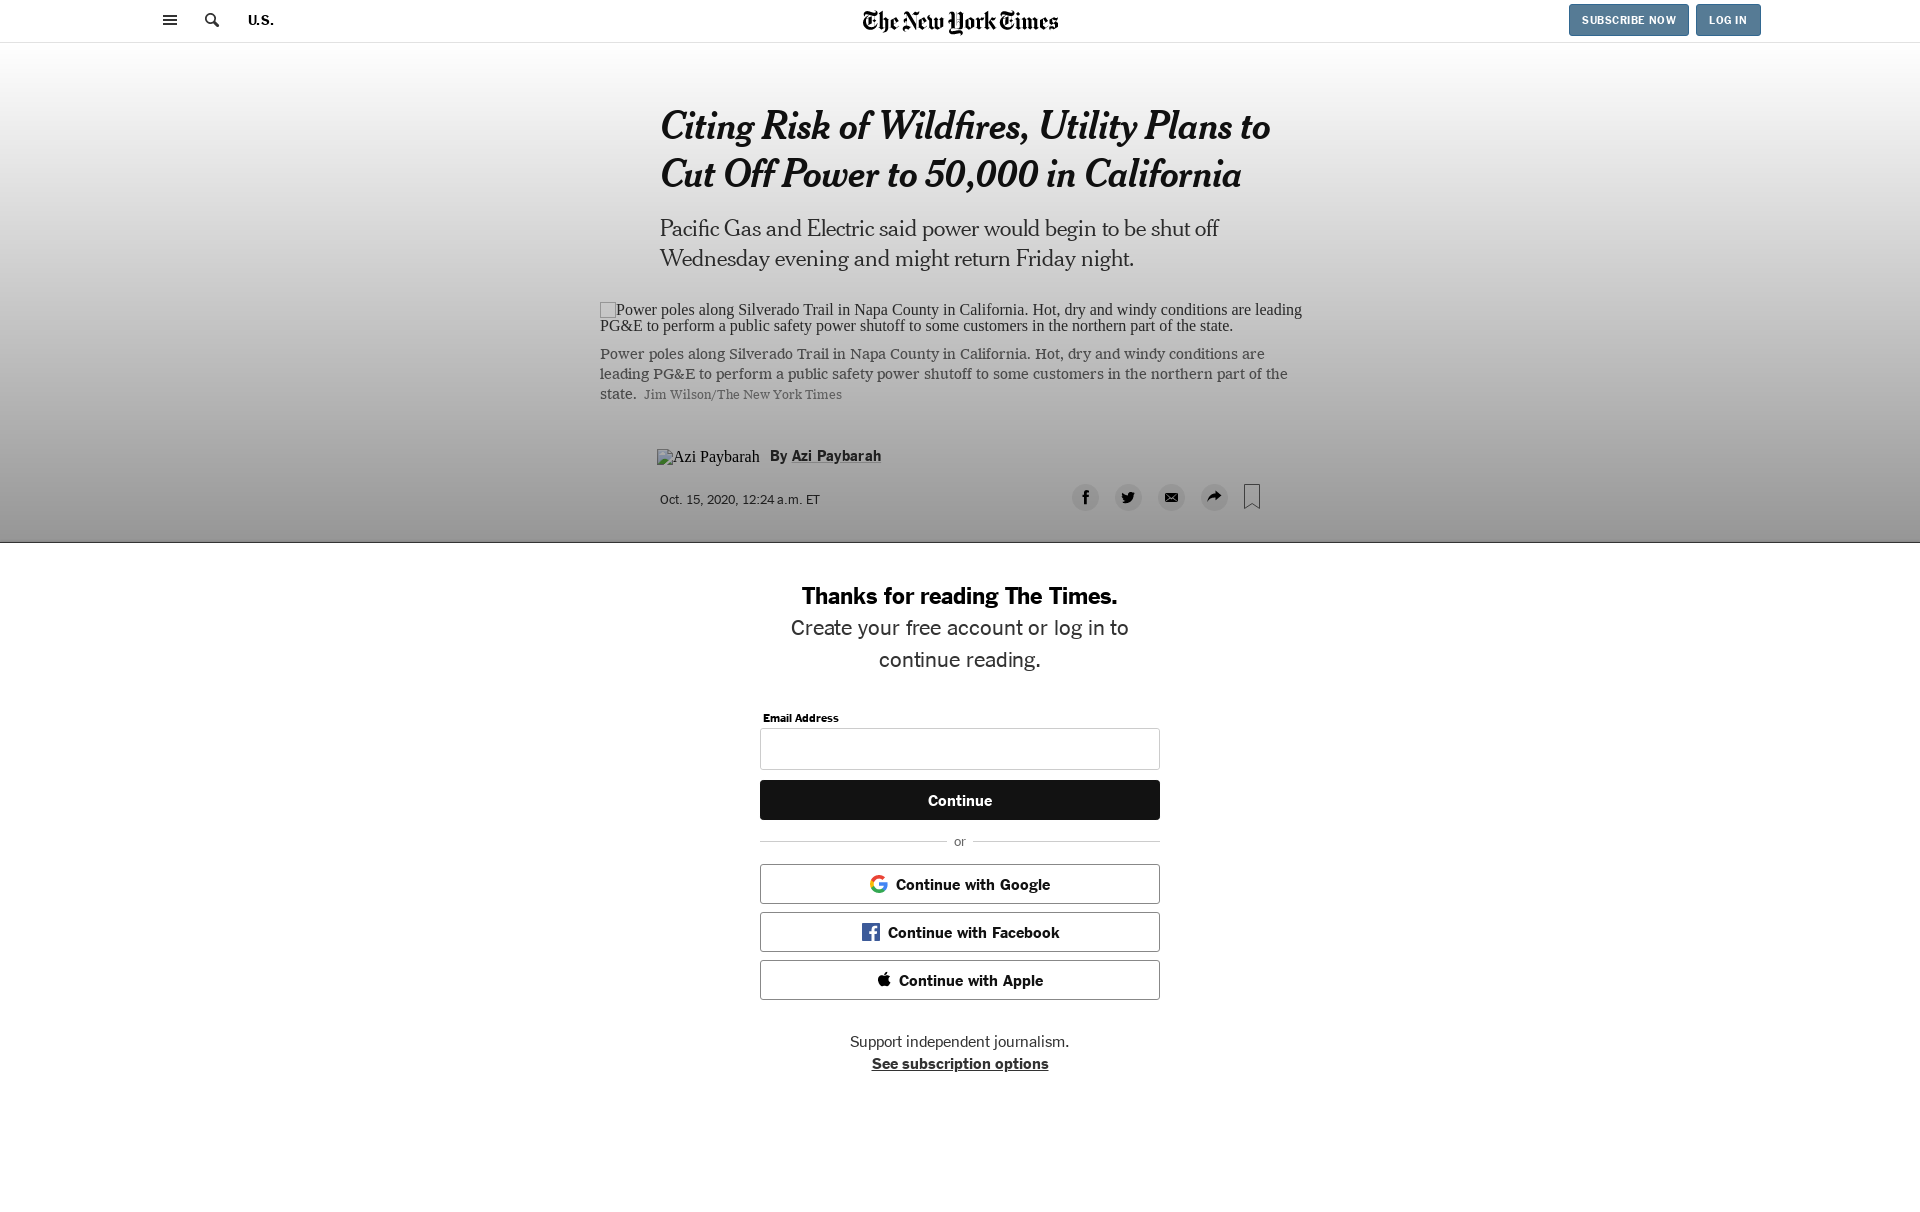 U.S.
The New York Times
SUBSCRIBE NOW
LOG IN
Citing Risk of Wildfires, Utility Plans to
Cut Off Power to 50,000 in California
Pacific Gas and Electric said power would begin to be shut off
Wednesday evening and might return Friday night.
Power poles along Silverado Trail in Napa County in California. Hot, dry and windy conditions are leading
PG&E to perform a public safety power shutoff to some customers in the northern part of the state.
Power poles along Silverado Trail in Napa County in California. Hot, dry and windy conditions are
leading PG&E to perform a public safety power shutoff to some customers in the northern part of the
state. Jim Wilson/The New York Times
Azi Paybarah By Azi Paybarah
Oct. 15, 2020, 12:24 a.m. ET
Thanks for reading The Times.
Create your free account or log in to
continue reading.
Email Address
Continue
or
Continue with Google
Continue with Facebook
Continue with Apple
Support independent journalism.
See subscription options